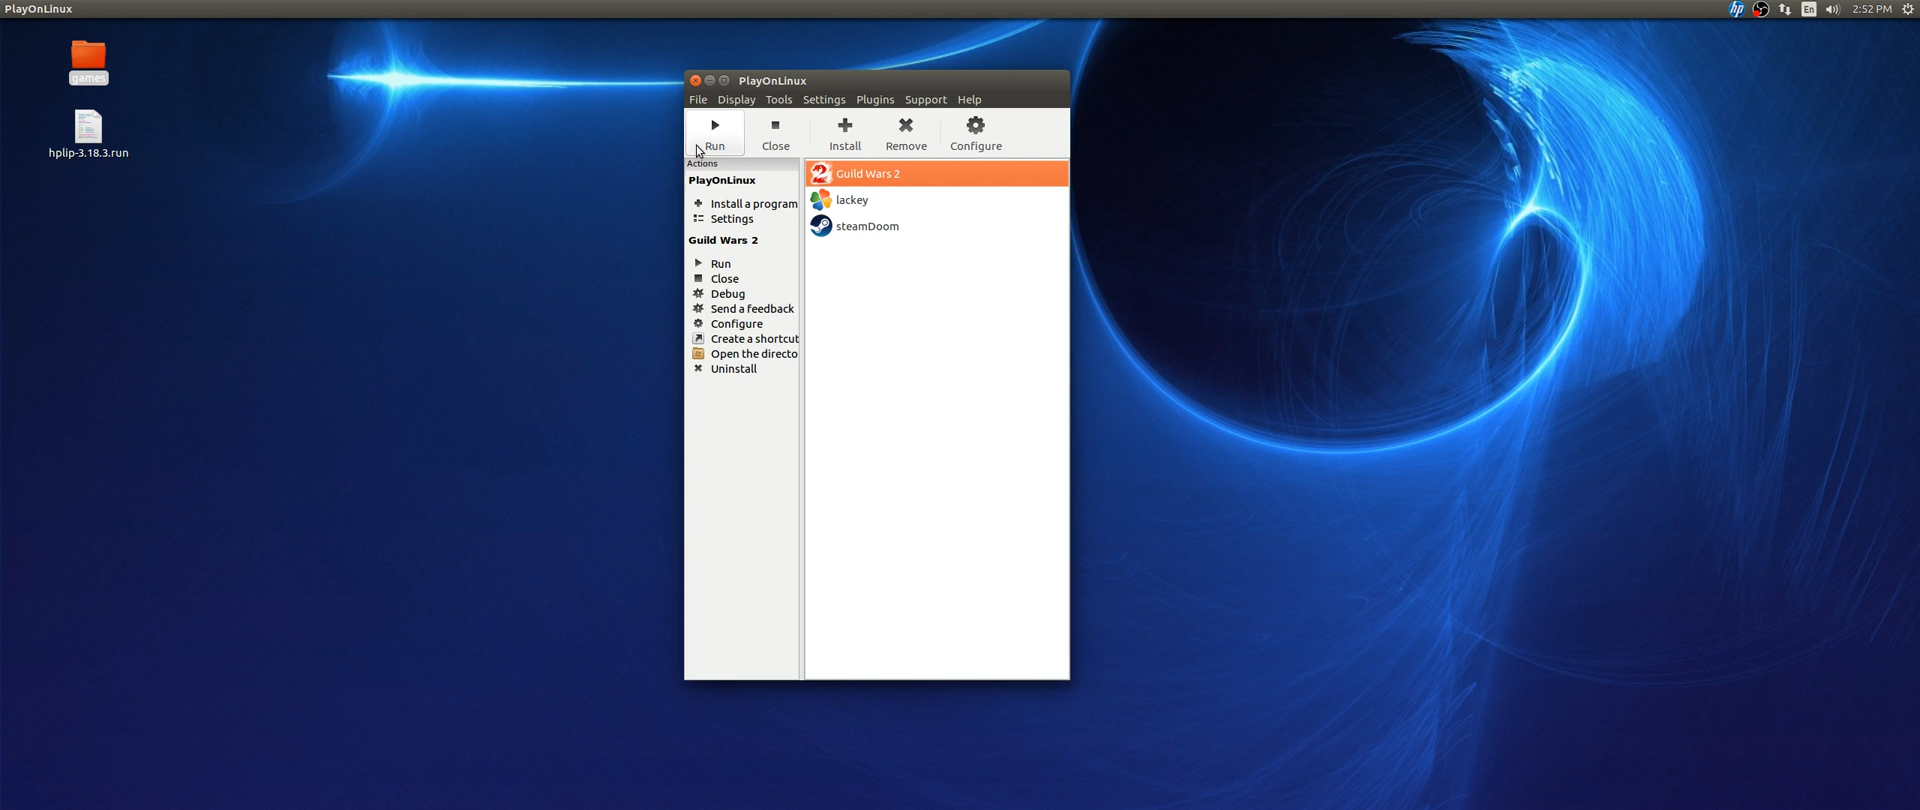 PlayOnLinux
hp
En
2:52 PM
games
hplip-3.18.3.run
PlayOnLinux
File Display Tools Settings Plugins Support Help
Run Close Install Remove Configure
Actions
PlayOnLinux
Install a program
Settings
Guild Wars 2
Run
Close
Debug
Send a feedback
Configure
Create a shortcut
Open the directo
Uninstall
2 Guild Wars 2
lackey
steamDoom